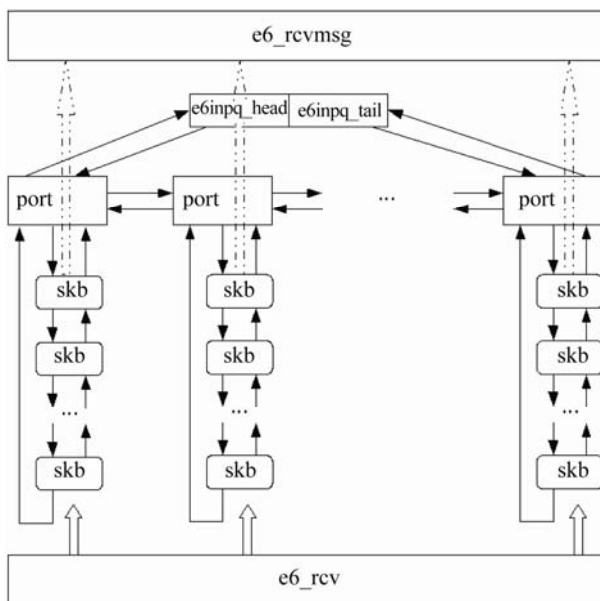 e6_rcvmsg
e6inpq_head e6inpq_tail
port port ... port
skb skb skb
skb skb skb
... ... ...
skb skb skb
e6_rcv